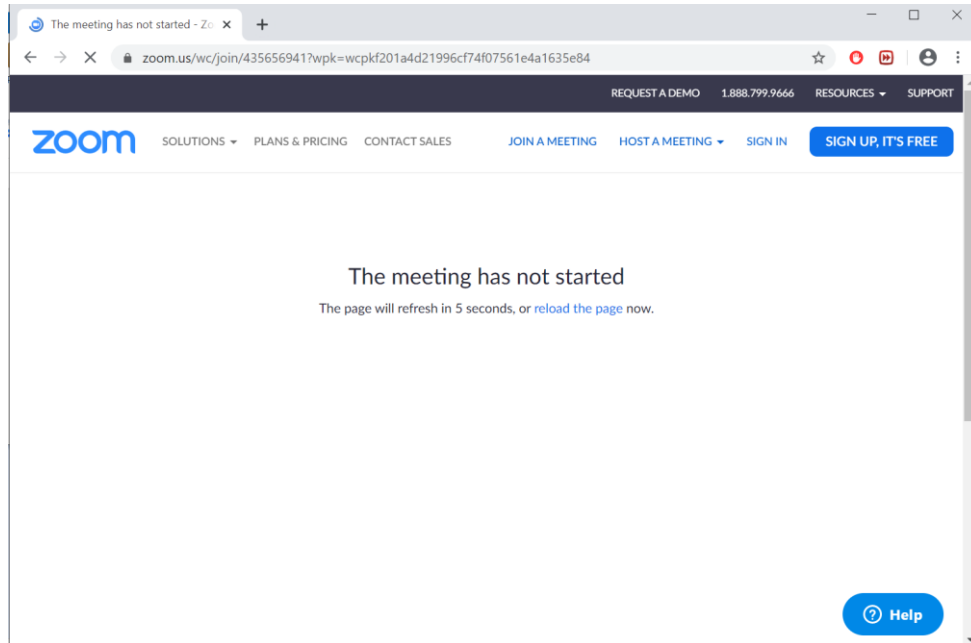 The meeting has not started - Zo
zoom.us/wc/join/435656941?wpk=wcpkf201a4d21996cf74f07561e4a1635e84
REQUEST A DEMO 1.888.799.9666 RESOURCES SUPPORT
zoom SOLUTIONS PLANS & PRICING CONTACT SALES JOIN A MEETING HOST A MEETING SIGN IN SIGN UP, IT'S FREE
The meeting has not started
The page will refresh in 5 seconds, or reload the page now.
Help